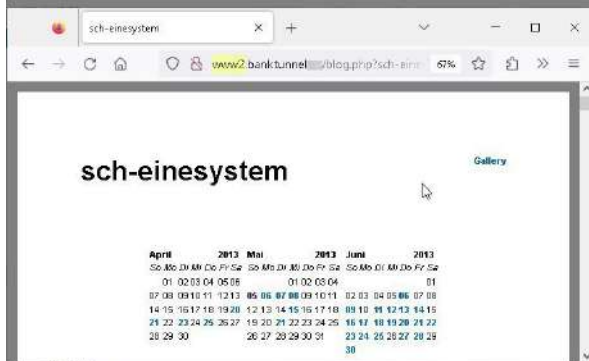 sch-einesystem
www2.banktunnel /blog.php?sch-eine 67%
Gallery
sch-einesystem
April 2013 Mai 2013 Juni 2013
So Mo Di Mi Do Fr Sa So Mo Di Mi Do Fr Sa So Mo Di Mi Do Fr Sa
01 02 03 04 05 06 01 02 03 04 01
07 08 09 10 11 12 13 05 06 07 08 09 10 11 02 03 04 05 06 07 08
14 15 16 17 18 19 20 12 13 14 15 16 17 18 09 10 11 12 13 14 15
21 22 23 24 25 26 27 19 20 21 22 23 24 25 16 17 18 19 20 21 22
28 29 30 26 27 28 29 30 31 23 24 25 26 27 28 29
30